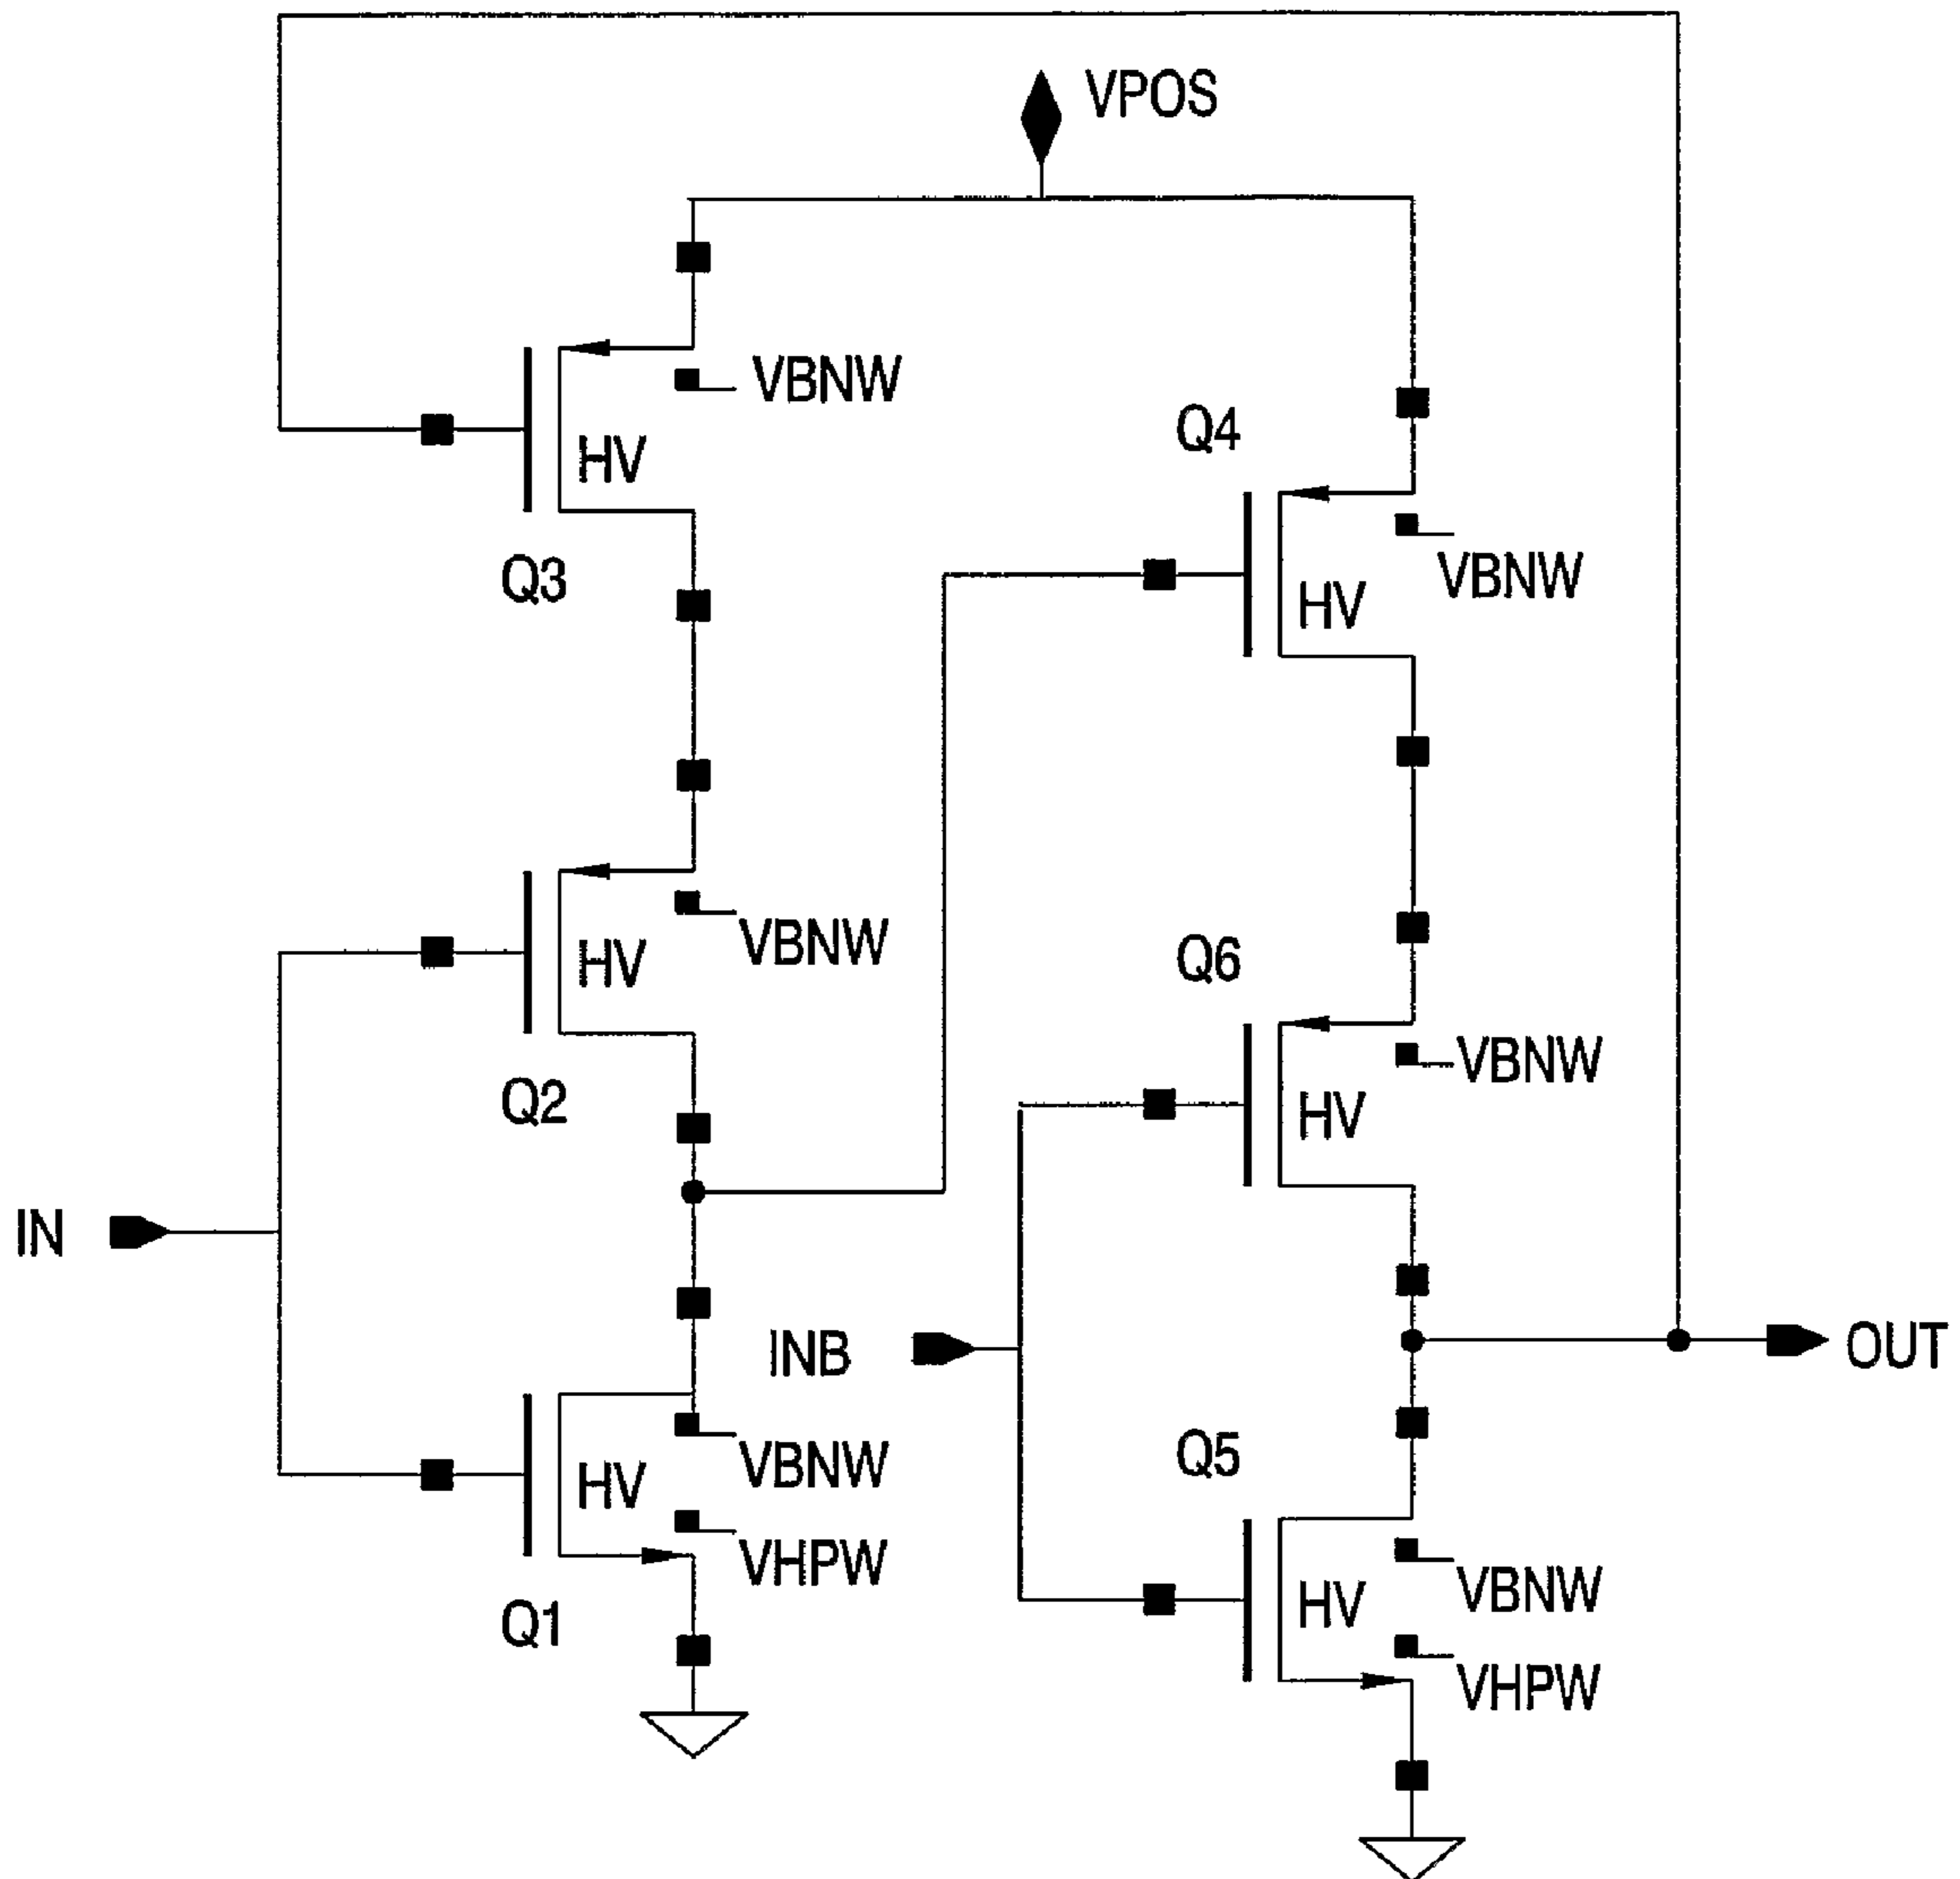 VPOS
VBNW
HV
Q3
Q4
VBNW
HV
VBNW
HV
Q2
Q6
VBNW
HV
IN
INB
OUT
VBNW
HV
VHPW
Q1
Q5
VBNW
HV
VHPW